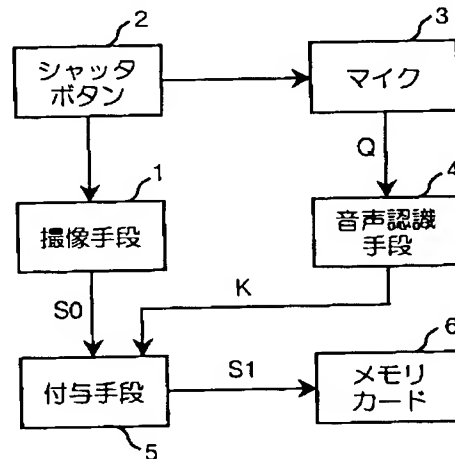 2
シャッタ
ボタン
3
マイク
Q
1
撮像手段
4
音声認識
手段
S0
K
付与手段
5
S1
6
メモリ
カード